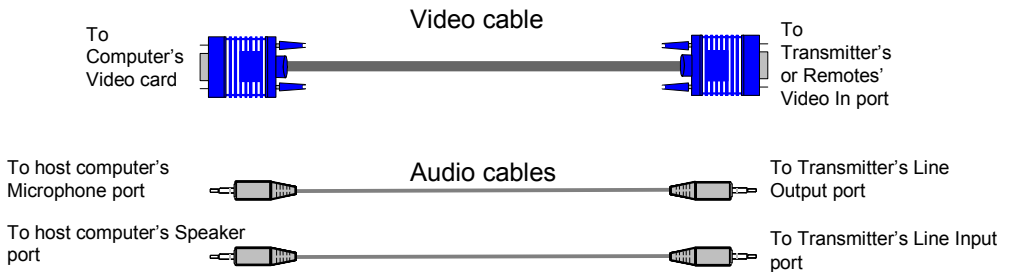 Video cable
To
Computer's
Video card
To
Transmitter's
or Remotes'
Video In port
Audio cables
To host computer's
Microphone port
To Transmitter's Line
Output port
To host computer's Speaker
port
To Transmitter's Line Input
port